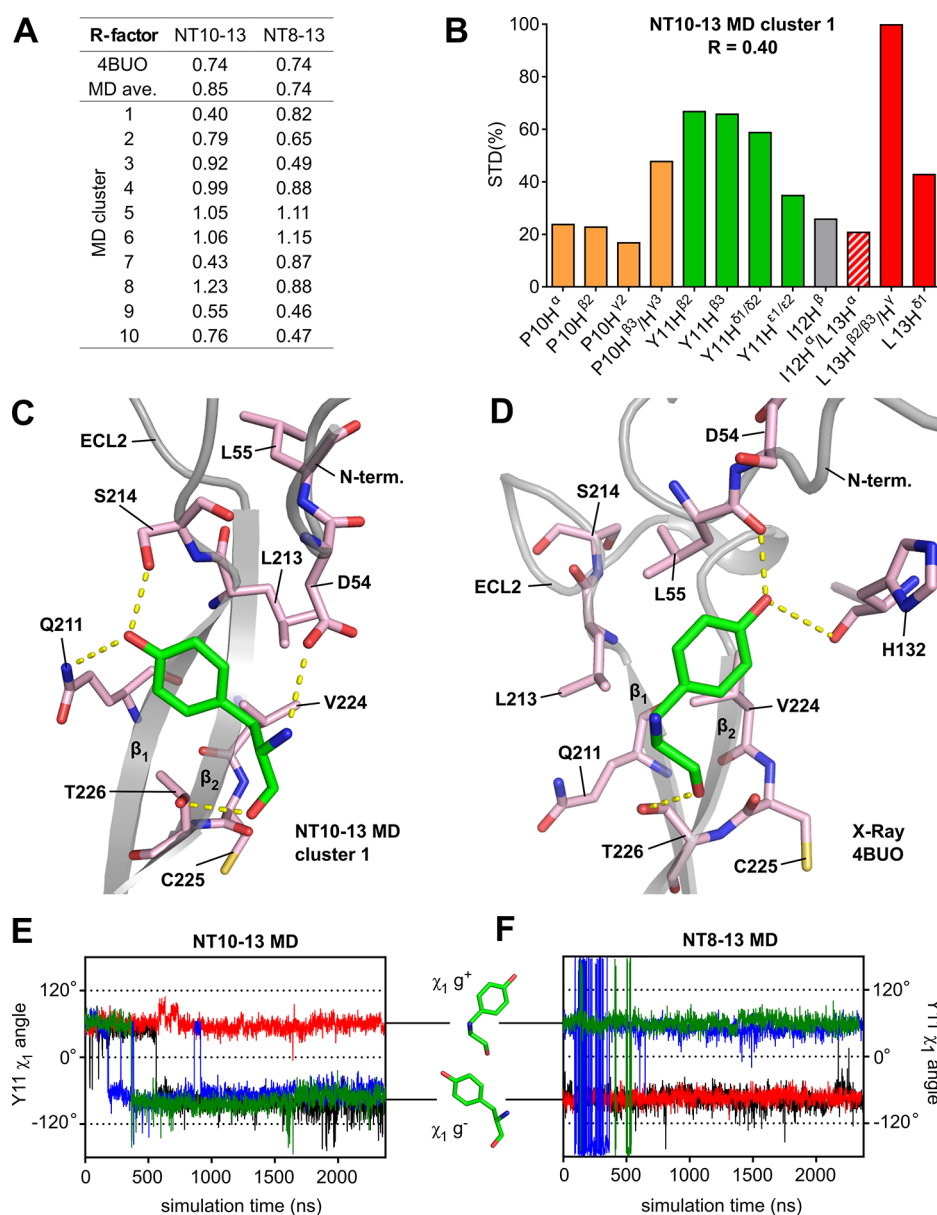 A
R-factor NT10-13 NT8-13
4BUO 0.74 0.74
MD ave. 0.85 0.74
MD cluster
1 0.40 0.82
2 0.79 0.65
3 0.92 0.49
4 0.99 0.88
5 1.05 1.11
6 1.06 1.15
7 0.43 0.87
8 1.23 0.88
9 0.55 0.46
10 0.76 0.47
B
NT10-13 MD cluster 1
R = 0.40
STD(%)
100
80
60
40
20
0
P10Hα
P10Hβ2
P10Hγ2
P10Hβ3/Hγ3
Y11Hβ2
Y11Hβ3
Y11Hδ1/δ2
Y11Hε1/ε2
I12Hβ
I12Hα/L13Hα
L13Hβ2/β3/Hγ
L13Hδ1
C
ECL2
L55
N-term.
S214
L213
D54
Q211
V224
β1
β2
T226
C225
NT10-13 MD
cluster 1
D
D54
N-term.
S214
ECL2
L55
H132
L213
β1
β2
V224
Q211
T226
C225
X-Ray
4BUO
E
NT10-13 MD
Y11 χ1 angle
120°
0°
-120°
0 500 1000 1500 2000
simulation time (ns)
χ1 g+
χ1 g-
F
NT8-13 MD
120°
0°
-120°
Y11 χ1 angle
0 500 1000 1500 2000
simulation time (ns)